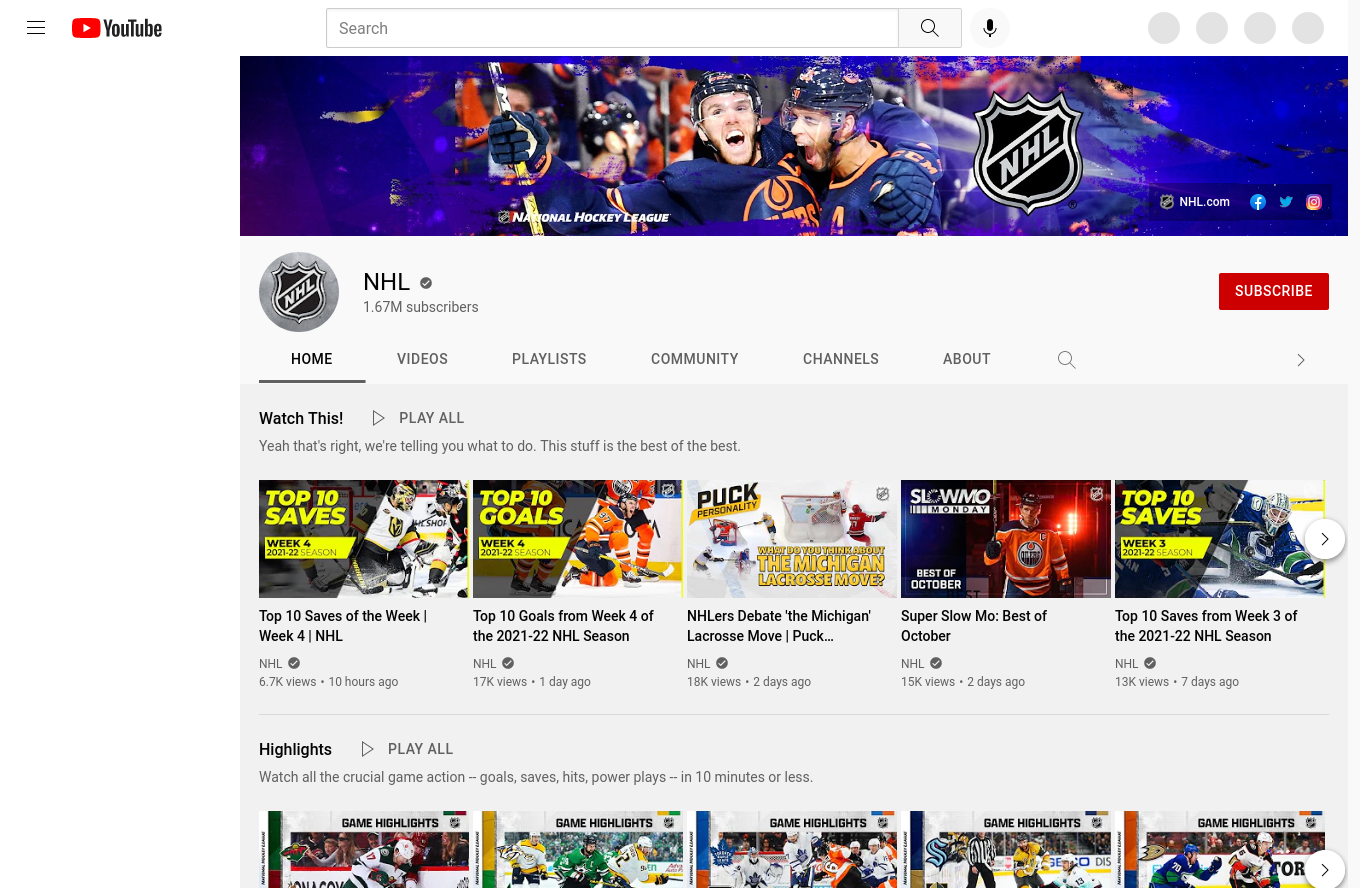 YouTube
Search
NHL
NATIONAL HOCKEY LEAGUE
NHL.com
NHL
NHL
1.67M subscribers
SUBSCRIBE
HOME VIDEOS PLAYLISTS COMMUNITY CHANNELS ABOUT
Watch This! PLAY ALL
Yeah that's right, we're telling you what to do. This stuff is the best of the best.
TOP 10
SAVES
WEEK 4
2021-22 SEASON
TOP 10
GOALS
WEEK 4
2021-22 SEASON
PUCK
PERSONALITY
WHAT DO YOU THINK ABOUT
THE MICHIGAN
LACROSSE MOVE?
SLOWMO
MONDAY
BEST OF
OCTOBER
TOP 10
SAVES
WEEK 3
2021-22 SEASON
Top 10 Saves of the Week |
Week 4 | NHL
NHL
6.7K views • 10 hours ago
Top 10 Goals from Week 4 of
the 2021-22 NHL Season
NHL
17K views • 1 day ago
NHLers Debate 'the Michigan'
Lacrosse Move | Puck…
NHL
18K views • 2 days ago
Super Slow Mo: Best of
October
NHL
15K views • 2 days ago
Top 10 Saves from Week 3 of
the 2021-22 NHL Season
NHL
13K views • 7 days ago
Highlights PLAY ALL
Watch all the crucial game action -- goals, saves, hits, power plays -- in 10 minutes or less.
GAME HIGHLIGHTS
GAME HIGHLIGHTS
GAME HIGHLIGHTS
GAME HIGHLIGHTS
GAME HIGHLIGHTS